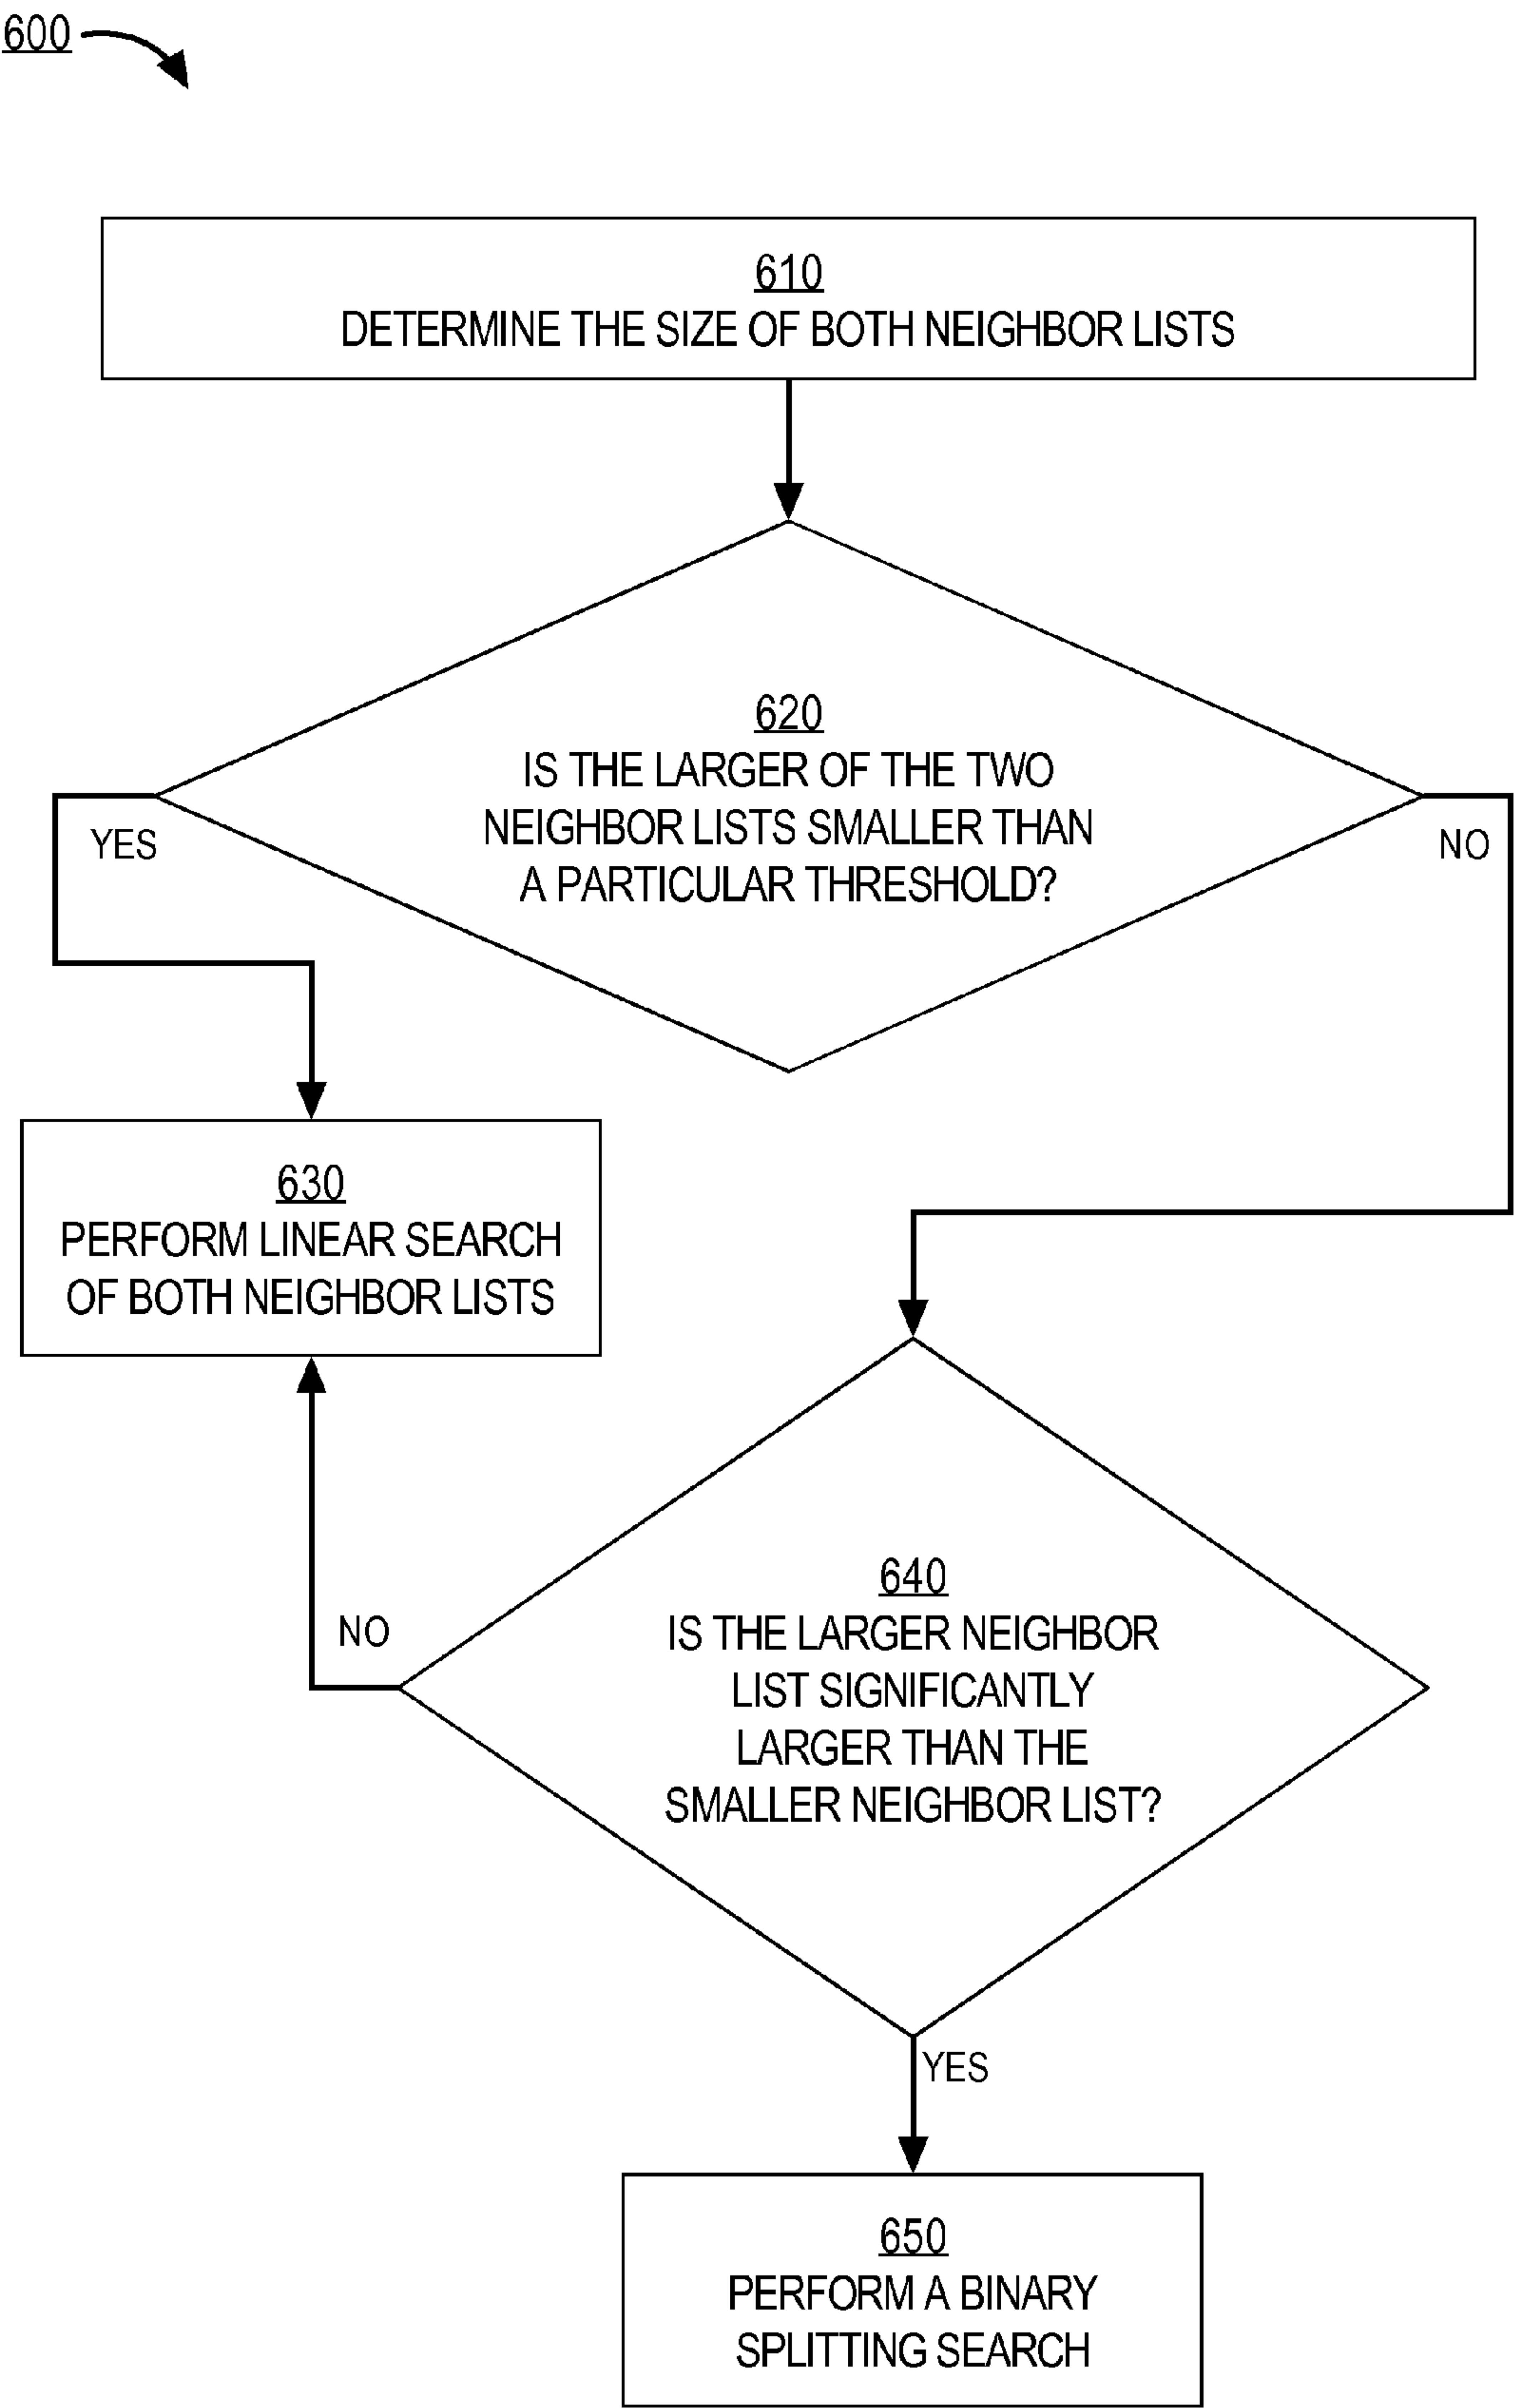 600
610
DETERMINE THE SIZE OF BOTH NEIGHBOR LISTS
620
IS THE LARGER OF THE TWO
NEIGHBOR LISTS SMALLER THAN
A PARTICULAR THRESHOLD?
YES
NO
630
PERFORM LINEAR SEARCH
OF BOTH NEIGHBOR LISTS
640
IS THE LARGER NEIGHBOR
LIST SIGNIFICANTLY
LARGER THAN THE
SMALLER NEIGHBOR LIST?
NO
YES
650
PERFORM A BINARY
SPLITTING SEARCH